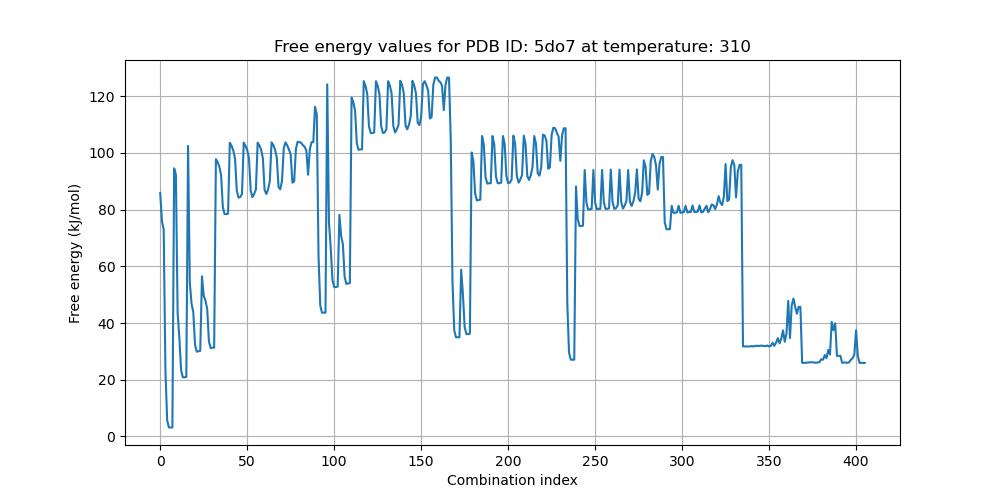 Free energy values for PDB ID: 5do7 at temperature: 310
Free energy (kJ/mol)
120
100
80
60
40
20
0
0 50 100 150 200 250 300 350 400
Combination index